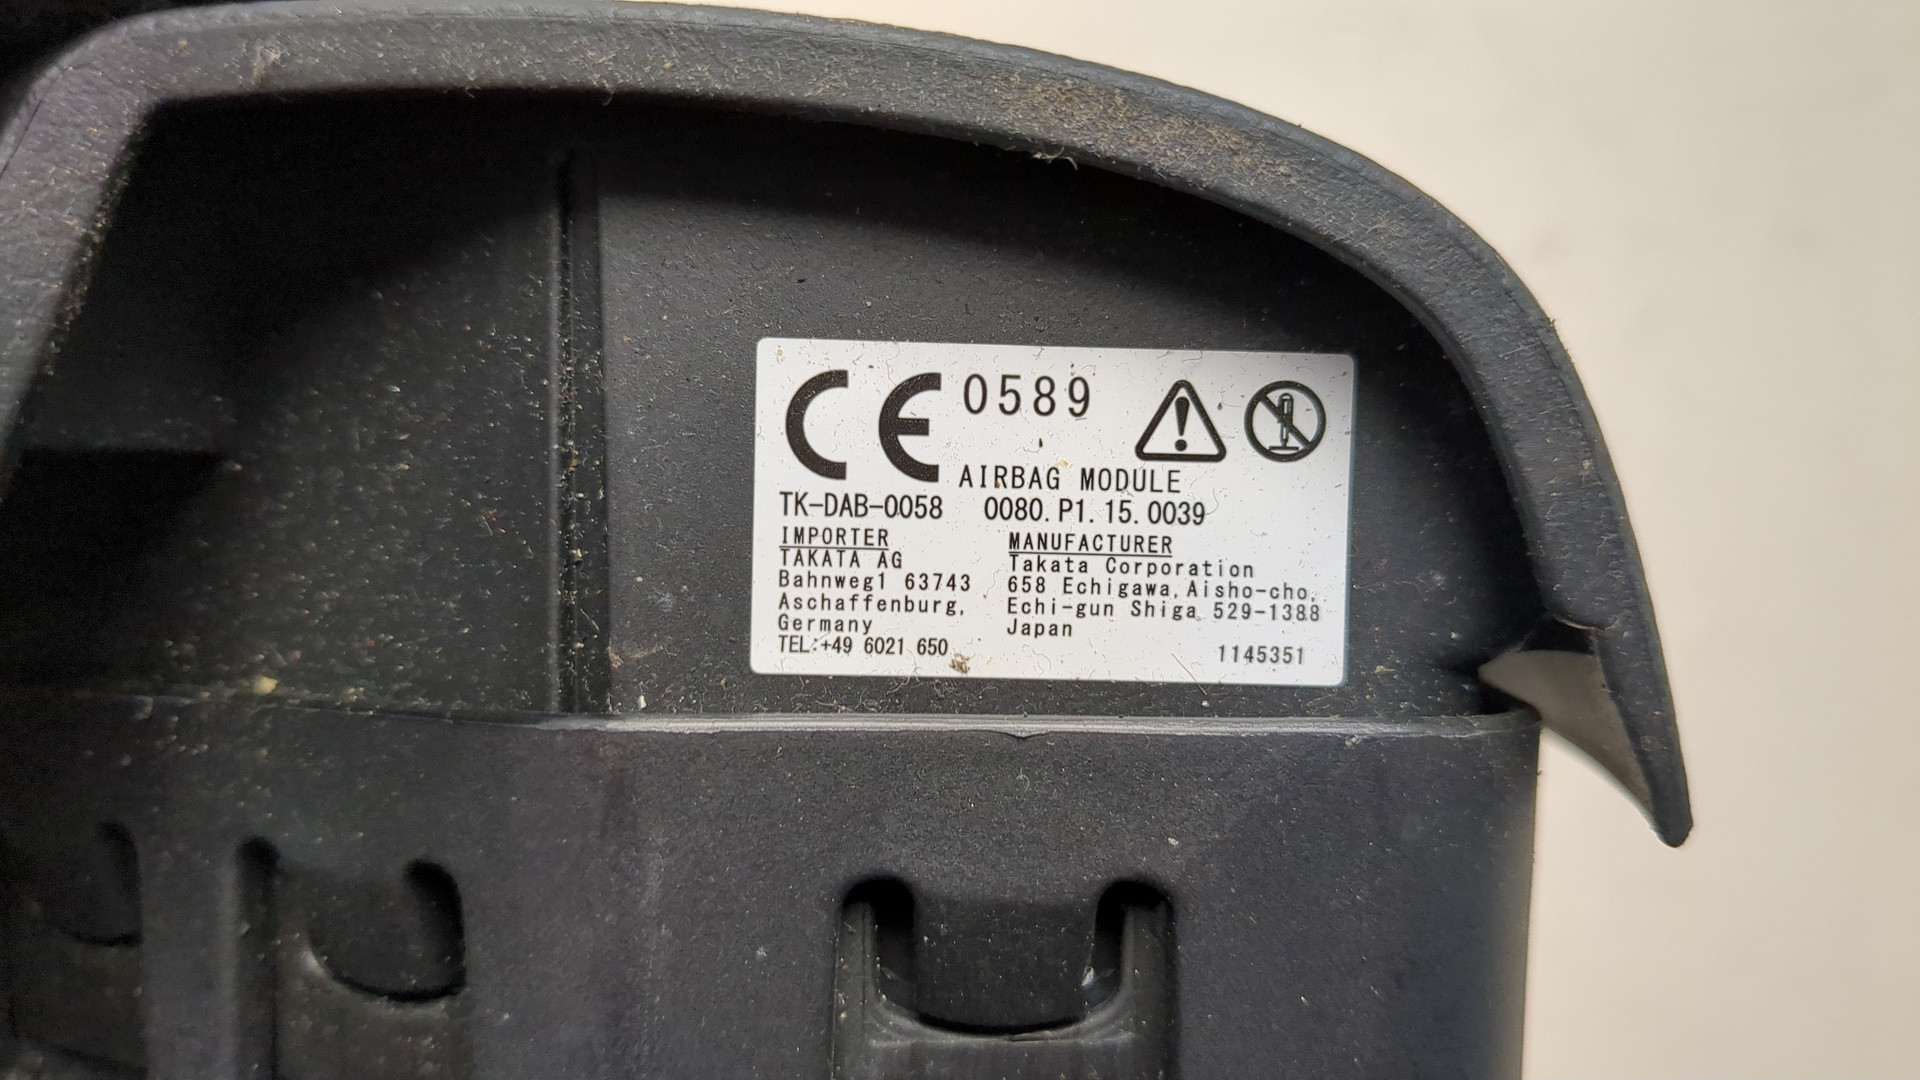 CE 0589
AIRBAG MODULE
TK-DAB-0058 0080.P1.15.0039
IMPORTER
TAKATA AG
Bahnweg1 63743
Aschaffenburg,
Germany
TEL:+49 6021 650
MANUFACTURER
Takata Corporation
658 Echigawa, Aisho-cho,
Echi-gun Shiga 529-1388
Japan
1145351